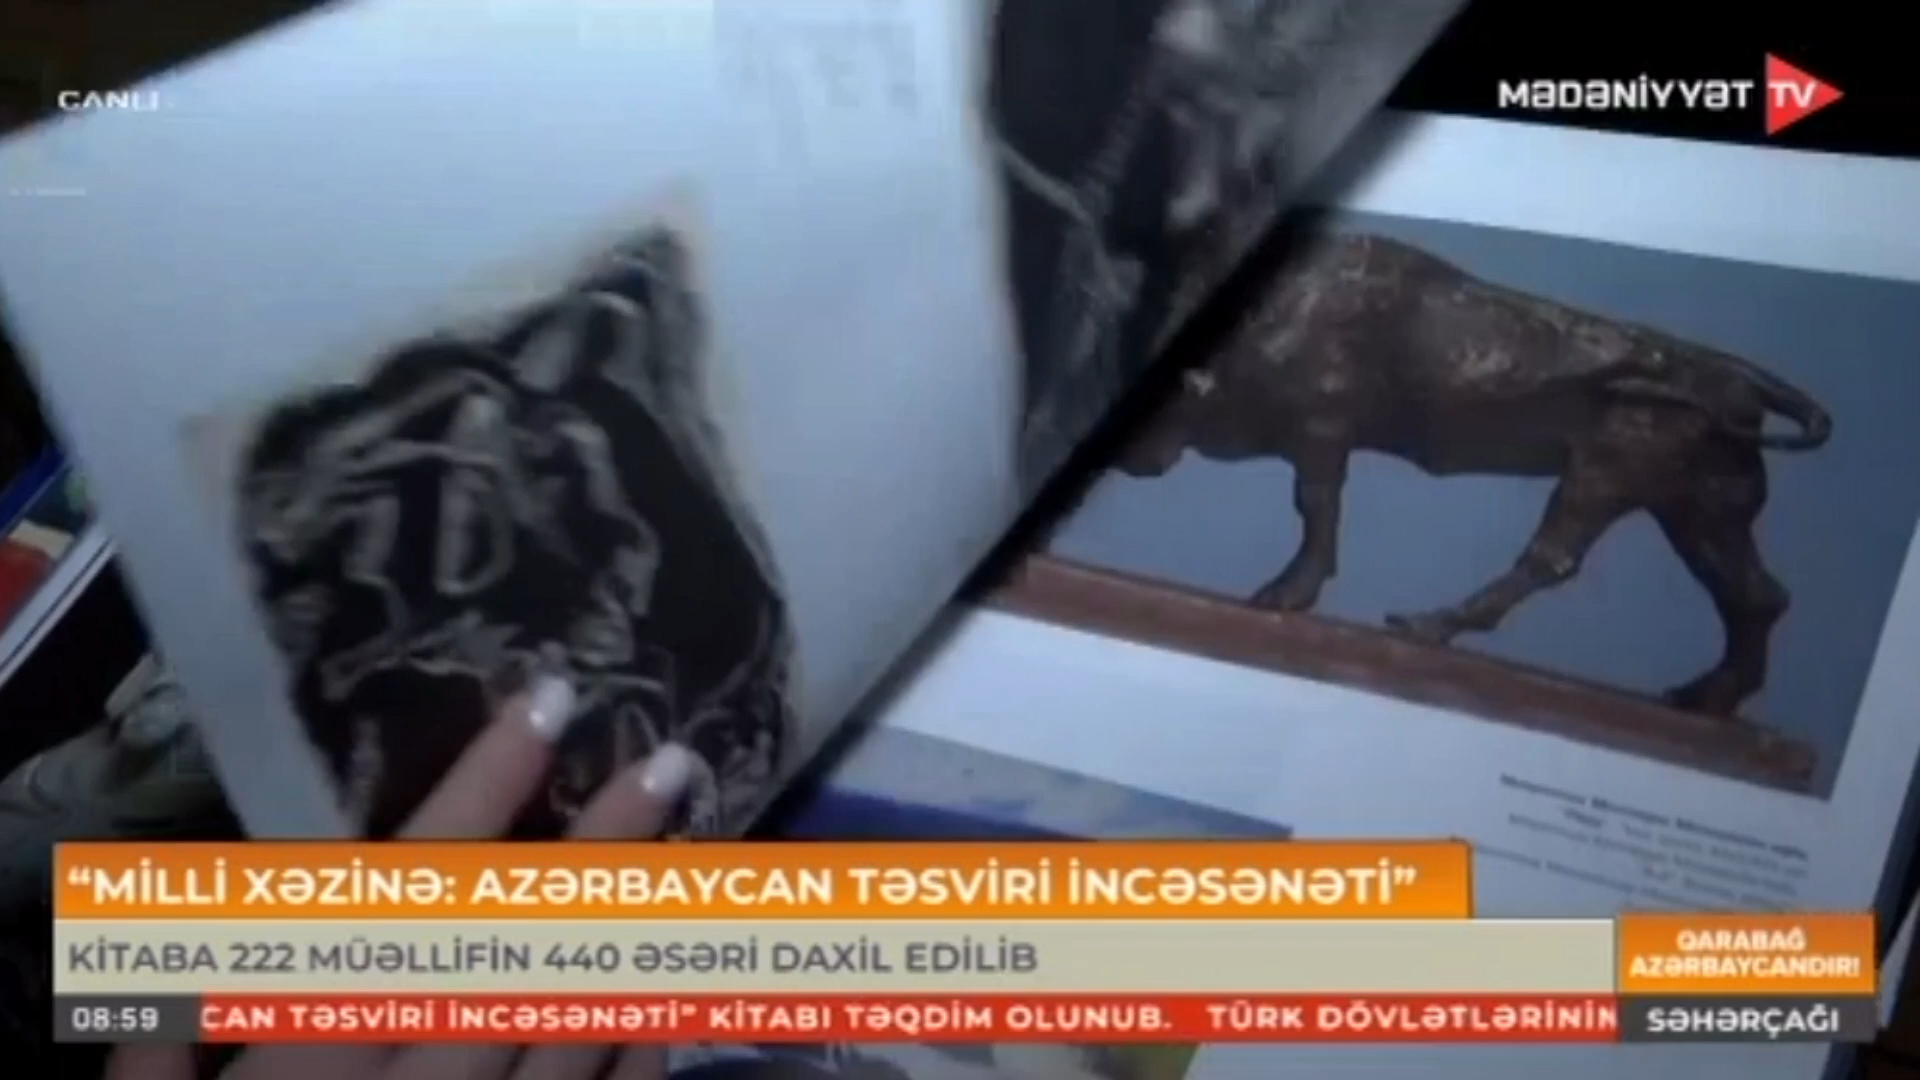 CANLI
MƏDƏNİYYƏT TV
“MİLLİ XƏZİNƏ: AZƏRBAYCAN TƏSVİRİ İNCƏSƏNƏTİ”
KİTABA 222 MÜƏLLİFİN 440 ƏSƏRİ DAXİL EDİLİB
QARABAĞ
AZƏRBAYCANDIR!
08:59 CAN TƏSVİRİ İNCƏSƏNƏTİ” KİTABI TƏQDİM OLUNUB. TÜRK DÖVLƏTLƏRİNİN SƏHƏRÇAĞI